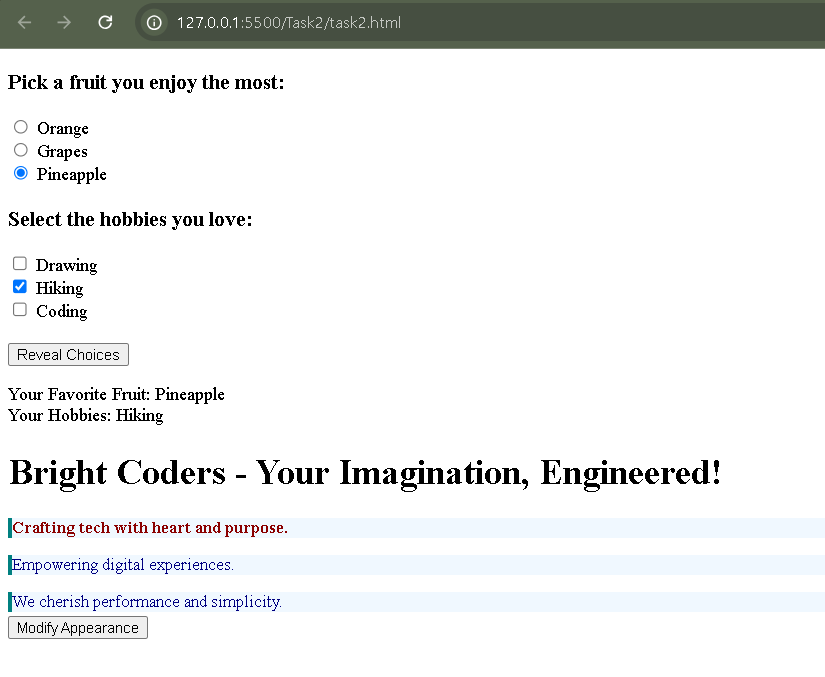 127.0.0.1:5500/Task2/task2.html
Pick a fruit you enjoy the most:
Orange
Grapes
Pineapple
Select the hobbies you love:
Drawing
Hiking
Coding
Reveal Choices
Your Favorite Fruit: Pineapple
Your Hobbies: Hiking
Bright Coders - Your Imagination, Engineered!
Crafting tech with heart and purpose.
Empowering digital experiences.
We cherish performance and simplicity.
Modify Appearance